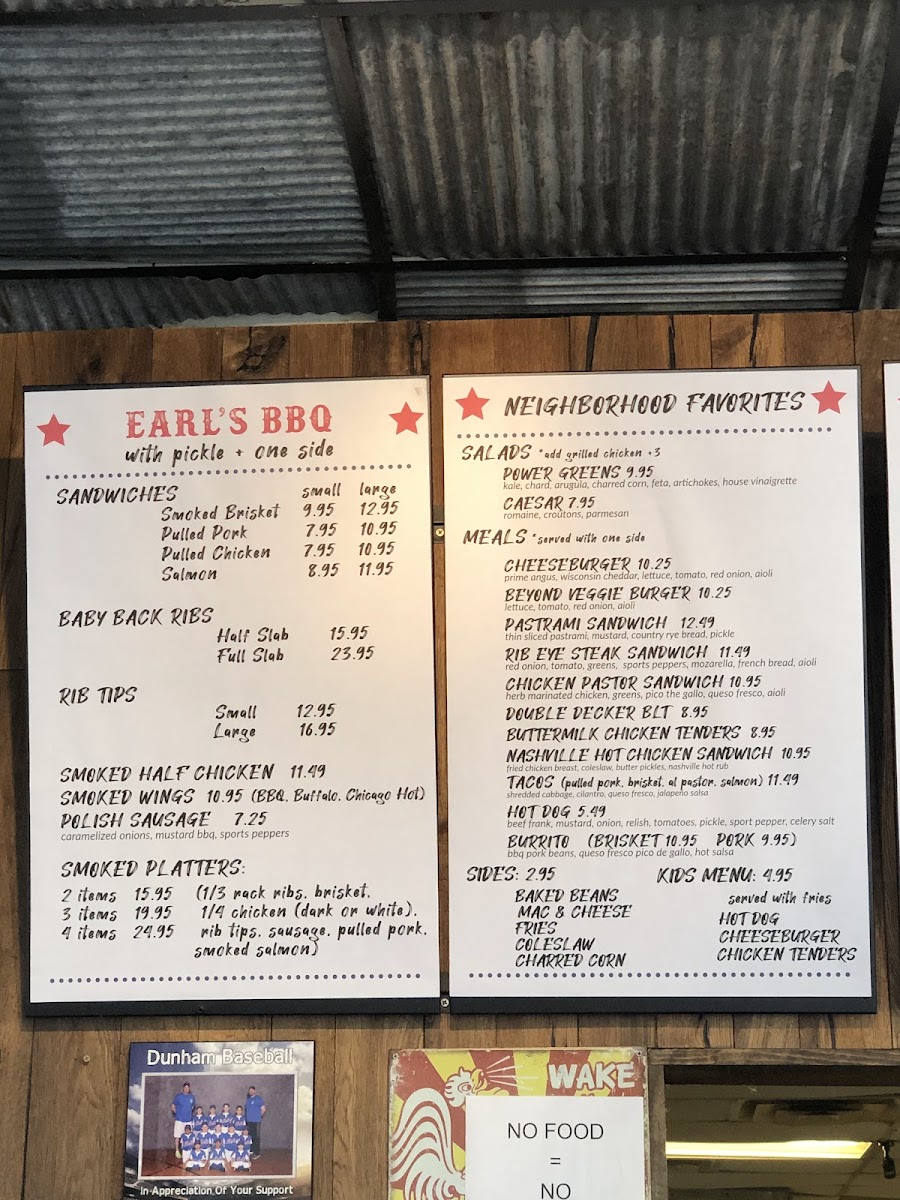 EARL'S BBQ
with pickle + one side
SANDWICHES small large
Smoked Brisket 9.95 12.95
Pulled Pork 7.95 10.95
Pulled Chicken 7.95 10.95
Salmon 8.95 11.95
BABY BACK RIBS
Half Slab 15.95
Full Slab 23.95
RIB TIPS
Small 12.95
Large 16.95
SMOKED HALF CHICKEN 11.49
SMOKED WINGS 10.95 (BBQ, Buffalo, Chicago Hot)
POLISH SAUSAGE 7.25
caramelized onions, mustard bbq, sports peppers
SMOKED PLATTERS:
2 items 15.95 (1/3 rack ribs, brisket,
3 items 19.95 1/4 chicken (dark or white),
4 items 24.95 rib tips, sausage, pulled pork,
smoked salmon)
NEIGHBORHOOD FAVORITES
SALADS *add grilled chicken +3
POWER GREENS 9.95
kale, chard, arugula, charred corn, feta, artichokes, house vinaigrette
CAESAR 7.95
romaine, croutons, parmesan
MEALS *served with one side
CHEESEBURGER 10.25
prime angus, wisconsin cheddar, lettuce, tomato, red onion, aioli
BEYOND VEGGIE BURGER 10.25
lettuce, tomato, red onion, aioli
PASTRAMI SANDWICH 12.49
thin sliced pastrami, mustard, country rye bread, pickle
RIB EYE STEAK SANDWICH 11.49
red onion, tomato, greens, sports peppers, mozarella, french bread, aioli
CHICKEN PASTOR SANDWICH 10.95
herb marinated chicken, greens, pico the gallo, queso fresco, aioli
DOUBLE DECKER BLT 8.95
BUTTERMILK CHICKEN TENDERS 8.95
NASHVILLE HOT CHICKEN SANDWICH 10.95
fried chicken breast, coleslaw, butter pickles, nashville hot rub
TACOS (pulled pork, brisket, al pastor, salmon) 11.49
shredded cabbage, cilantro, queso fresco, jalapeño salsa
HOT DOG 5.49
beef frank, mustard, onion, relish, tomatoes, pickle, sport pepper, celery salt
BURRITO (BRISKET 10.95 PORK 9.95)
bbq pork beans, queso fresco pico de gallo, hot salsa
SIDES: 2.95
BAKED BEANS
MAC & CHEESE
FRIES
COLESLAW
CHARRED CORN
KIDS MENU: 4.95
served with fries
HOT DOG
CHEESEBURGER
CHICKEN TENDERS
Dunham Baseball
In Appreciation Of Your Support
WAKE
NO FOOD
=
NO